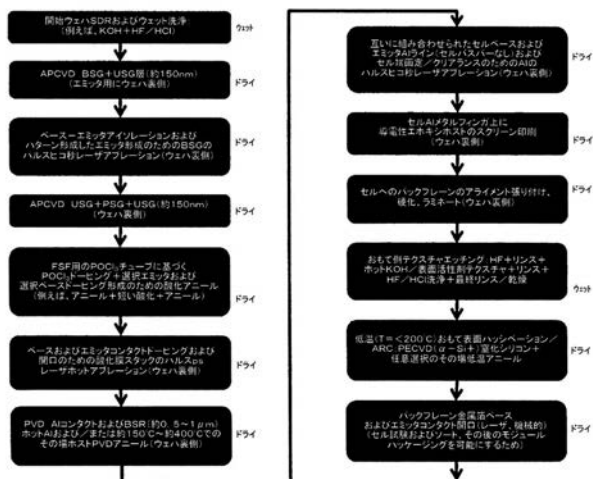 開始ウェハSDRおよびウェット洗浄
(例えば、KOH+HF/HCl)
ウェット
APCVD BSG+USG層(約150nm)
(エミッタ用にウェハ裏側)
ドライ
ベース-エミッタアイソレーションおよび
パターン形成したエミッタ形成のためのBSGの
パルスピコ秒レーザアブレーション(ウェハ裏側)
ドライ
APCVD USG+PSG+USG(約150nm)
(ウェハ裏側)
ドライ
FSF用のPOCl₃チューブに基づく
POCl₃ドーピング+選択エミッタおよび
選択ベースドーピング形成のための酸化アニール
(例えば、アニール+短い酸化+アニール)
ドライ
ベースおよびエミッタコンタクトドーピングおよび
開口のための酸化膜スタックのパルスps
レーザホットアブレーション(ウェハ裏側)
ドライ
PVD AlコンタクトおよびBSR(約0.5~1μm)
ホットAlおよび/または約150℃~約400℃での
その場ポストPVDアニール(ウェハ裏側)
ドライ
互いに組み合わせられたセルベースおよび
エミッタAlライン(セルバスバーなし)および
セル端画定/クリアランスのためのAlの
パルスピコ秒レーザアブレーション(ウェハ裏側)
ドライ
セルAlメタルフィンガ上に
導電性エポキシポストのスクリーン印刷
(ウェハ裏側)
ドライ
セルへのバックプレーンのアライメント張り付け、
硬化、ラミネート(ウェハ裏側)
ドライ
おもて側テクスチャエッチング:HF+リンス+
ホットKOH/表面活性剤テクスチャ+リンス+
HF/HCl洗浄+最終リンス/乾燥
ウェット
低温(T=<200℃)おもて表面パッシベーション/
ARC PECVD(α-Si+)窒化シリコン+
任意選択のその場低温アニール
ドライ
バックプレーン金属箔ベース
およびエミッタコンタクト開口(レーザ、機械的)
(セル試験およびソート、その後のモジュール
パッケージングを可能にするため)
ドライ